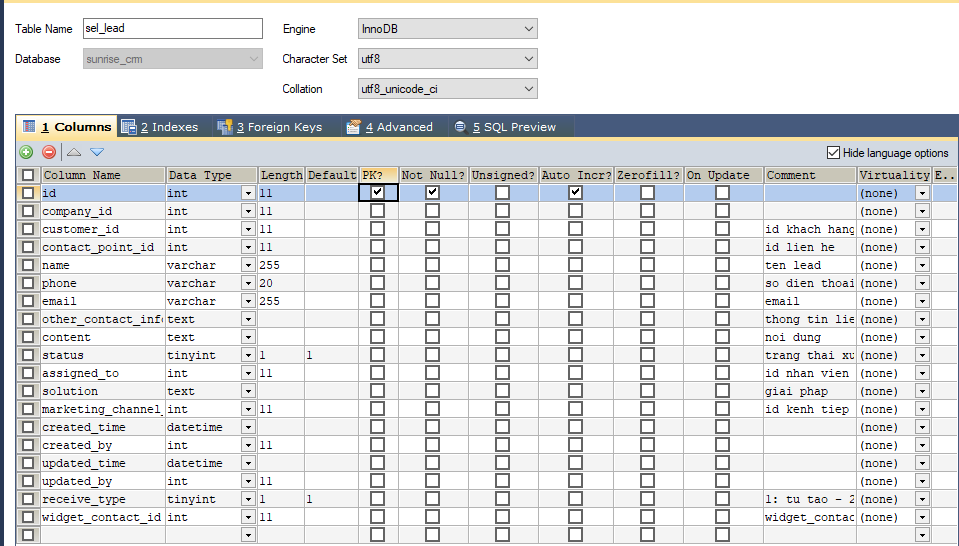 Table Name sel_lead Engine InnoDB
Database sunrise_crm Character Set utf8
Collation utf8_unicode_ci
1 Columns 2 Indexes 3 Foreign Keys 4 Advanced 5 SQL Preview
Hide language options
Column Name Data Type Length Default PK? Not Null? Unsigned? Auto Incr? Zerofill? On Update Comment Virtuality E..
id int 11 (none)
company_id int 11 (none)
customer_id int 11 id khach hang (none)
contact_point_id int 11 id lien he (none)
name varchar 255 ten lead (none)
phone varchar 20 so dien thoai (none)
email varchar 255 email (none)
other_contact_inf text thong tin lie (none)
content text noi dung (none)
status tinyint 1 1 trang thai xu (none)
assigned_to int 11 id nhan vien (none)
solution text giai phap (none)
marketing_channel_ int 11 id kenh tiep (none)
created_time datetime (none)
created_by int 11 (none)
updated_time datetime (none)
updated_by int 11 (none)
receive_type tinyint 1 1 1: tu tao - 2 (none)
widget_contact_id int 11 widget_contac (none)